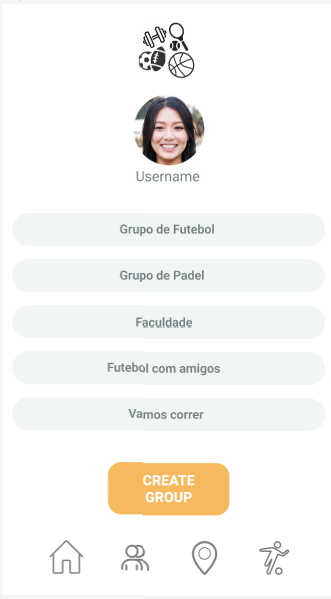 Username
Grupo de Futebol
Grupo de Padel
Faculdade
Futebol com amigos
Vamos correr
CREATE
GROUP